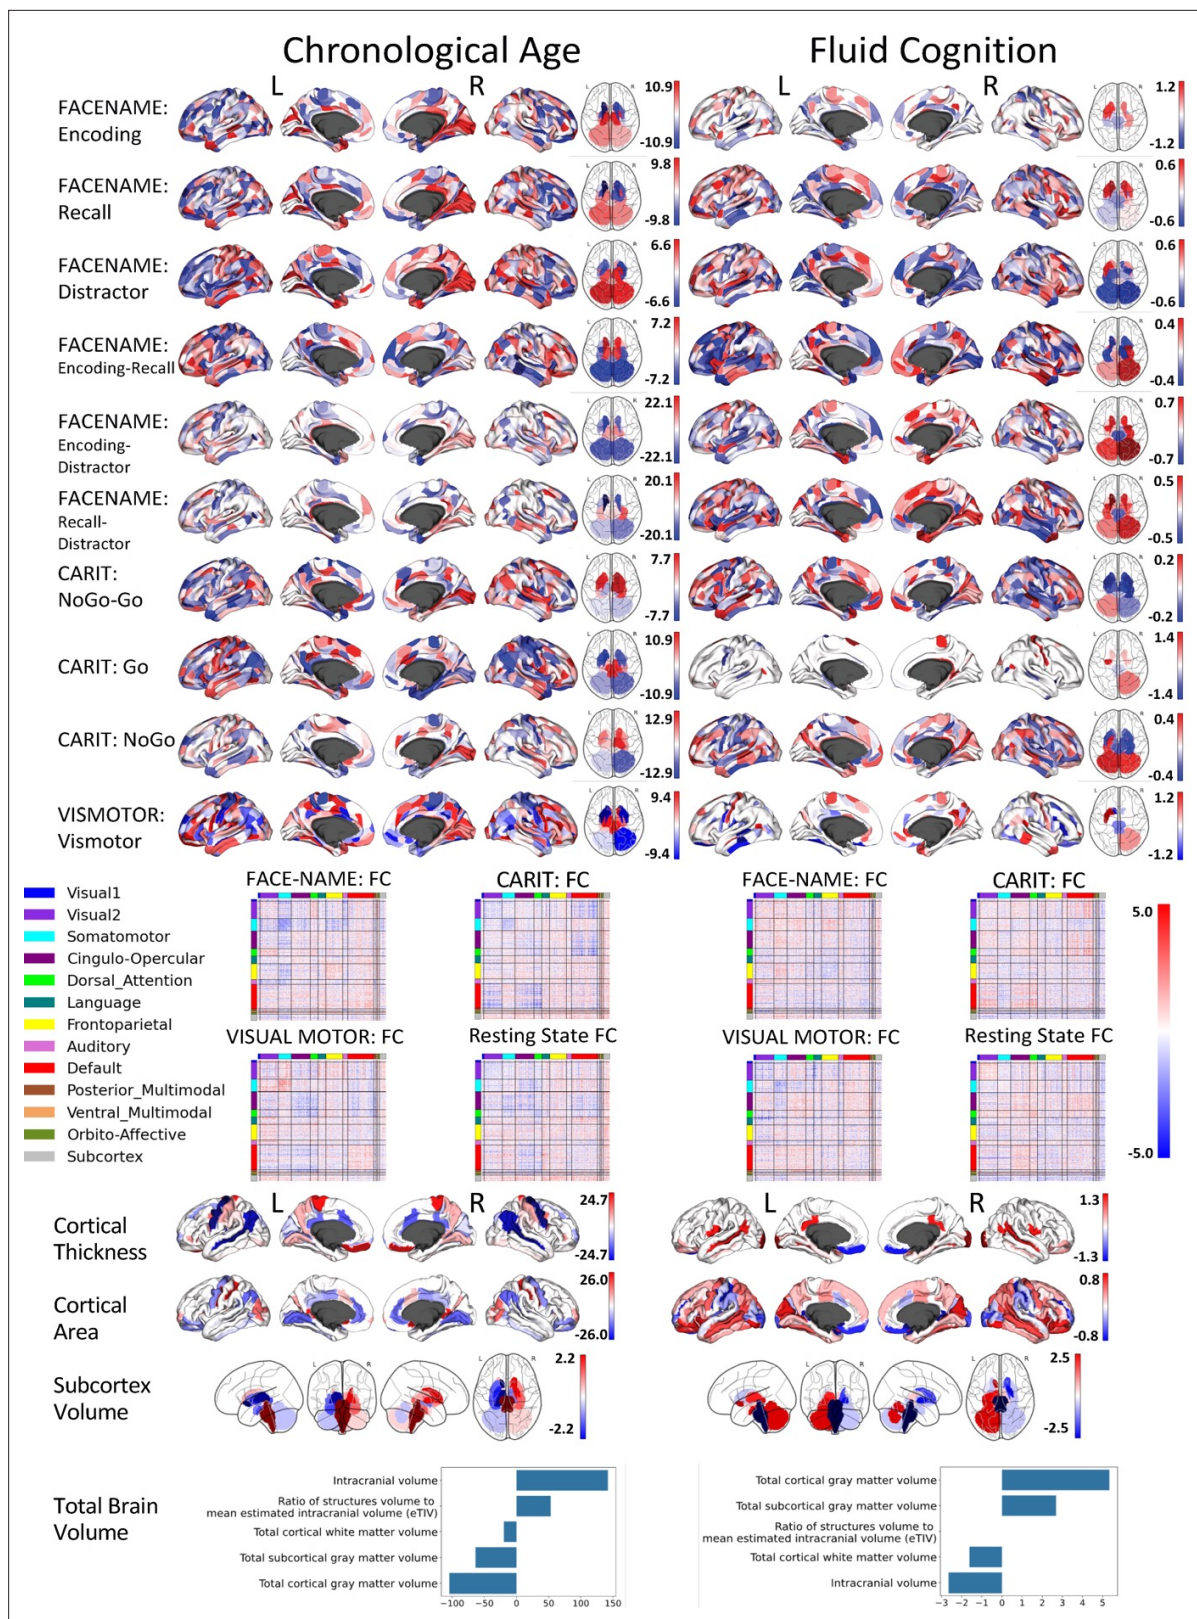 Chronological Age
Fluid Cognition
L R
L R
FACENAME:
Encoding
L R
10.9
-10.9
L R
1.2
-1.2
FACENAME:
Recall
9.8
-9.8
0.6
-0.6
FACENAME:
Distractor
6.6
-6.6
0.6
-0.6
FACENAME:
Encoding-Recall
7.2
-7.2
0.4
-0.4
FACENAME:
Encoding-
Distractor
22.1
-22.1
0.7
-0.7
FACENAME:
Recall-
Distractor
20.1
-20.1
0.5
-0.5
CARIT:
NoGo-Go
7.7
-7.7
0.2
-0.2
CARIT: Go
10.9
-10.9
1.4
-1.4
CARIT: NoGo
12.9
-12.9
0.4
-0.4
VISMOTOR:
Vismotor
9.4
-9.4
1.2
-1.2
Visual1
Visual2
Somatomotor
Cingulo-Opercular
Dorsal_Attention
Language
Frontoparietal
Auditory
Default
Posterior_Multimodal
Ventral_Multimodal
Orbito-Affective
Subcortex
FACE-NAME: FC
CARIT: FC
FACE-NAME: FC
CARIT: FC
VISUAL MOTOR: FC
Resting State FC
VISUAL MOTOR: FC
Resting State FC
5.0
-5.0
L R
L R
Cortical
Thickness
24.7
-24.7
1.3
-1.3
Cortical
Area
26.0
-26.0
0.8
-0.8
Subcortex
Volume
L R
L R
2.2
-2.2
L R
L R
2.5
-2.5
Total Brain
Volume
Intracranial volume
Ratio of structures volume to
mean estimated intracranial volume (eTIV)
Total cortical white matter volume
Total subcortical gray matter volume
Total cortical gray matter volume
-100 -50 0 50 100 150
Total cortical gray matter volume
Total subcortical gray matter volume
Ratio of structures volume to
mean estimated intracranial volume (eTIV)
Total cortical white matter volume
Intracranial volume
-3 -2 -1 0 1 2 3 4 5